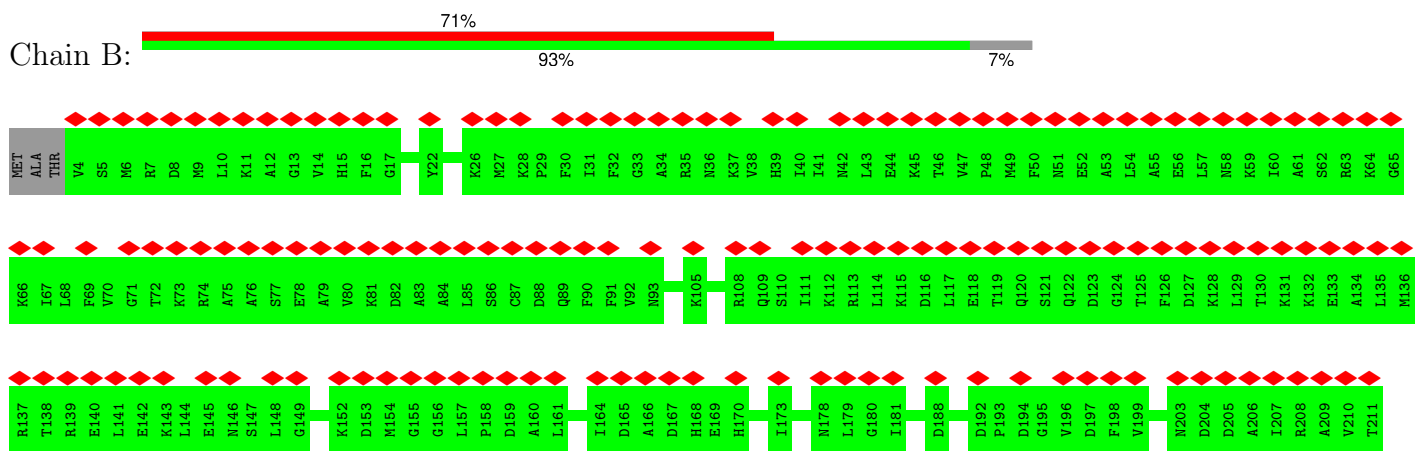 71%
Chain B:
93% 7%
MET ALA THR V4 S5 M6 R7 D8 M9 L10 K11 A12 G13 V14 H15 F16 G17 Y22 K26 M27 K28 P29 F30 I31 F32 G33 A34 R35 N36 K37 V38 H39 I40 I41 N42 L43 E44 K45 T46 V47 P48 M49 F50 N51 E52 A53 L54 A55 E56 L57 N58 K59 I60 A61 S62 R63 K64 G65
K66 I67 L68 F69 V70 G71 T72 K73 R74 A75 A76 S77 E78 A79 V80 K81 D82 A83 A84 L85 S86 C87 D88 Q89 F90 F91 V92 N93 K105 R108 Q109 S110 I111 K112 R113 L114 K115 D116 L117 E118 T119 Q120 S121 Q122 D123 G124 T125 F126 D127 K128 L129 T130 K131 K132 E133 A134 L135 M136
R137 T138 R139 E140 L141 E142 K143 L144 E145 N146 S147 L148 G149 K152 D153 M154 G155 G156 L157 P158 D159 A160 L161 I164 D165 A166 D167 H168 E169 H170 I173 N178 L179 G180 I181 D188 D192 P193 D194 G195 V196 D197 F198 V199 N203 D204 D205 A206 I207 R208 A209 V210 T211